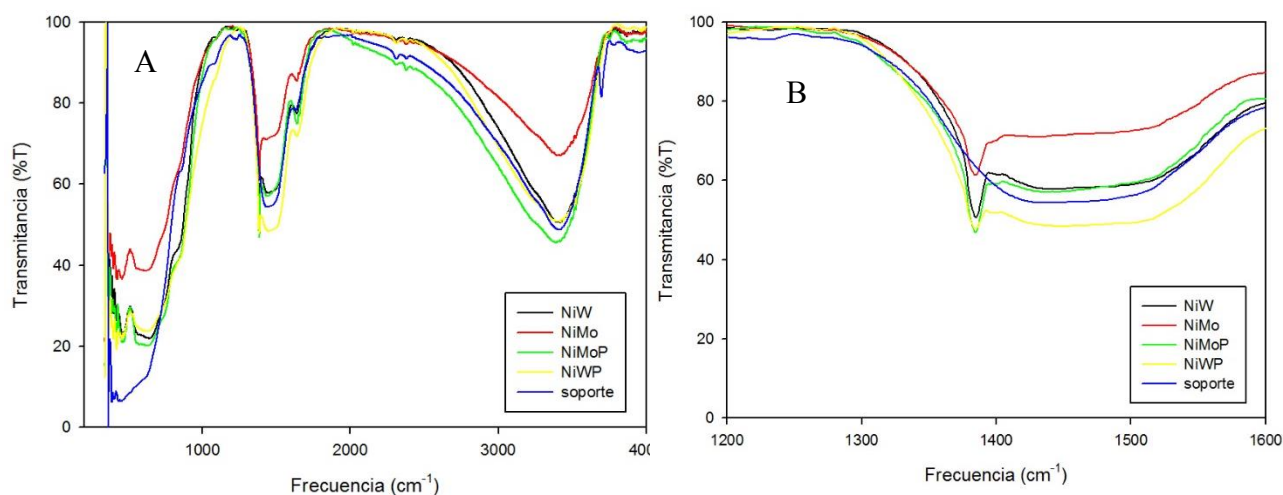 A
Transmitancia (%T)
100
80
60
40
20
0
NiW
NiMo
NiMoP
NiWP
soporte
1000
2000
3000
400
Frecuencia (cm-1)
B
Transmitancia (%T)
100
80
60
40
20
0
NiW
NiMo
NiMoP
NiWP
soporte
1200
1300
1400
1500
1600
Frecuencia (cm-1)